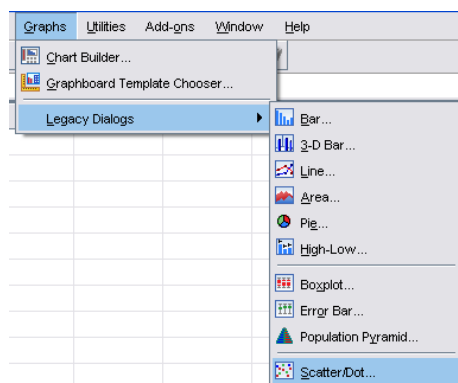 Graphs Utilities Add-ons Window Help
Chart Builder...
Graphboard Template Chooser...
Legacy Dialogs
Bar...
3-D Bar...
Line...
Area...
Pie...
High-Low...
Boxplot...
Error Bar...
Population Pyramid...
Scatter/Dot...